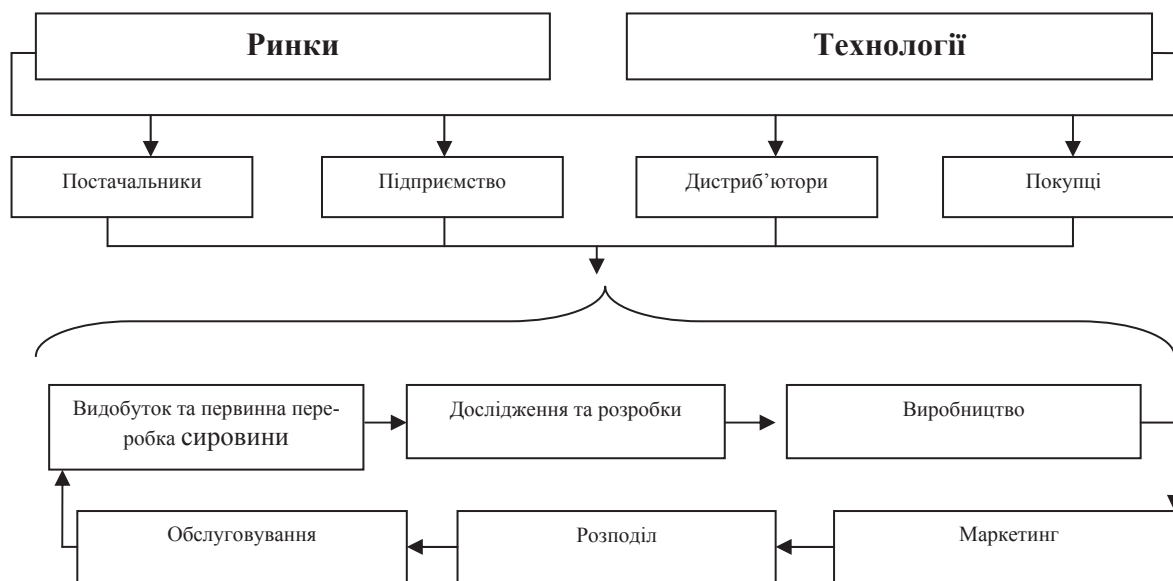 Ринки
Технології
Постачальники
Підприємство
Дистриб’ютори
Покупці
Видобуток та первинна пере-
робка сировини
Дослідження та розробки
Виробництво
Обслуговування
Розподіл
Маркетинг